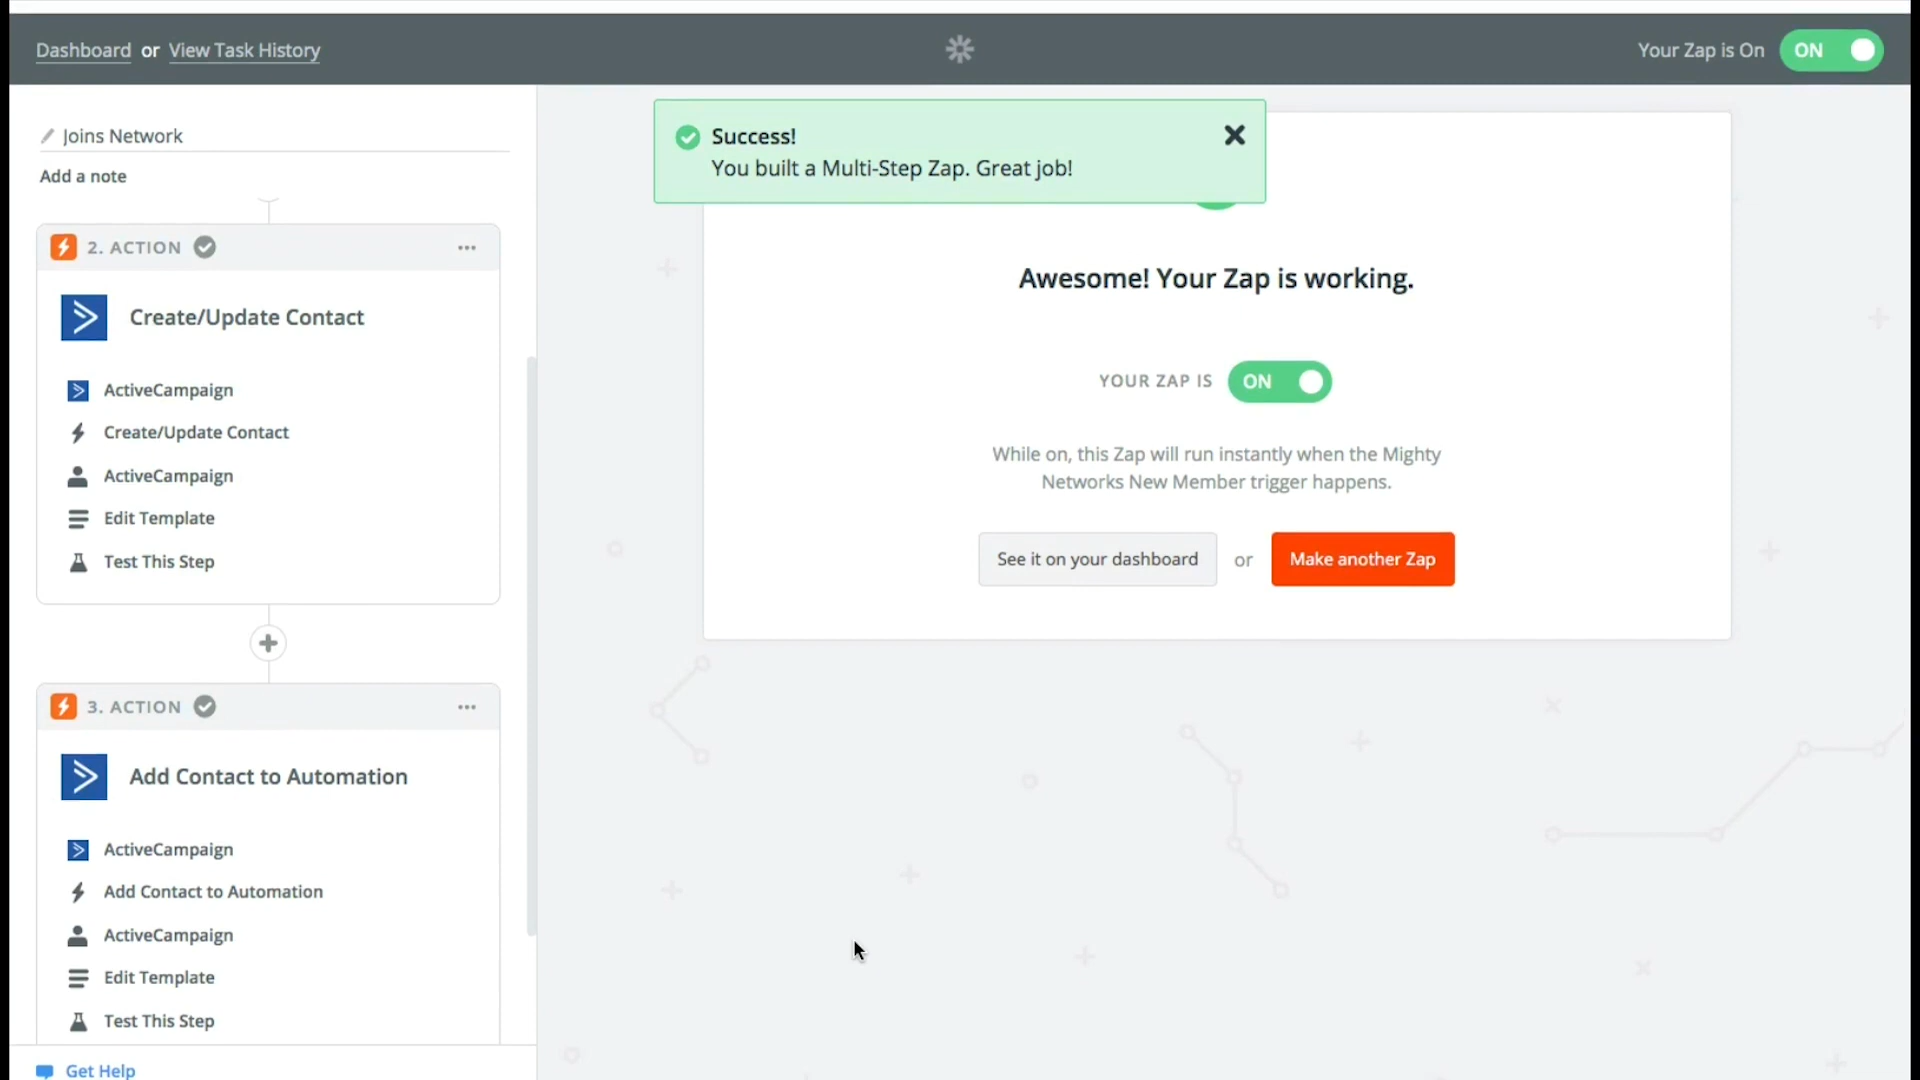 Dashboard or View Task History
Your Zap is On
ON
Joins Network
Add a note
2. ACTION
Create/Update Contact
ActiveCampaign
Create/Update Contact
ActiveCampaign
Edit Template
Test This Step
3. ACTION
Add Contact to Automation
ActiveCampaign
Add Contact to Automation
ActiveCampaign
Edit Template
Test This Step
Get Help
Success!
You built a Multi-Step Zap. Great job!
Awesome! Your Zap is working.
YOUR ZAP IS
ON
While on, this Zap will run instantly when the Mighty
Networks New Member trigger happens.
See it on your dashboard
or
Make another Zap